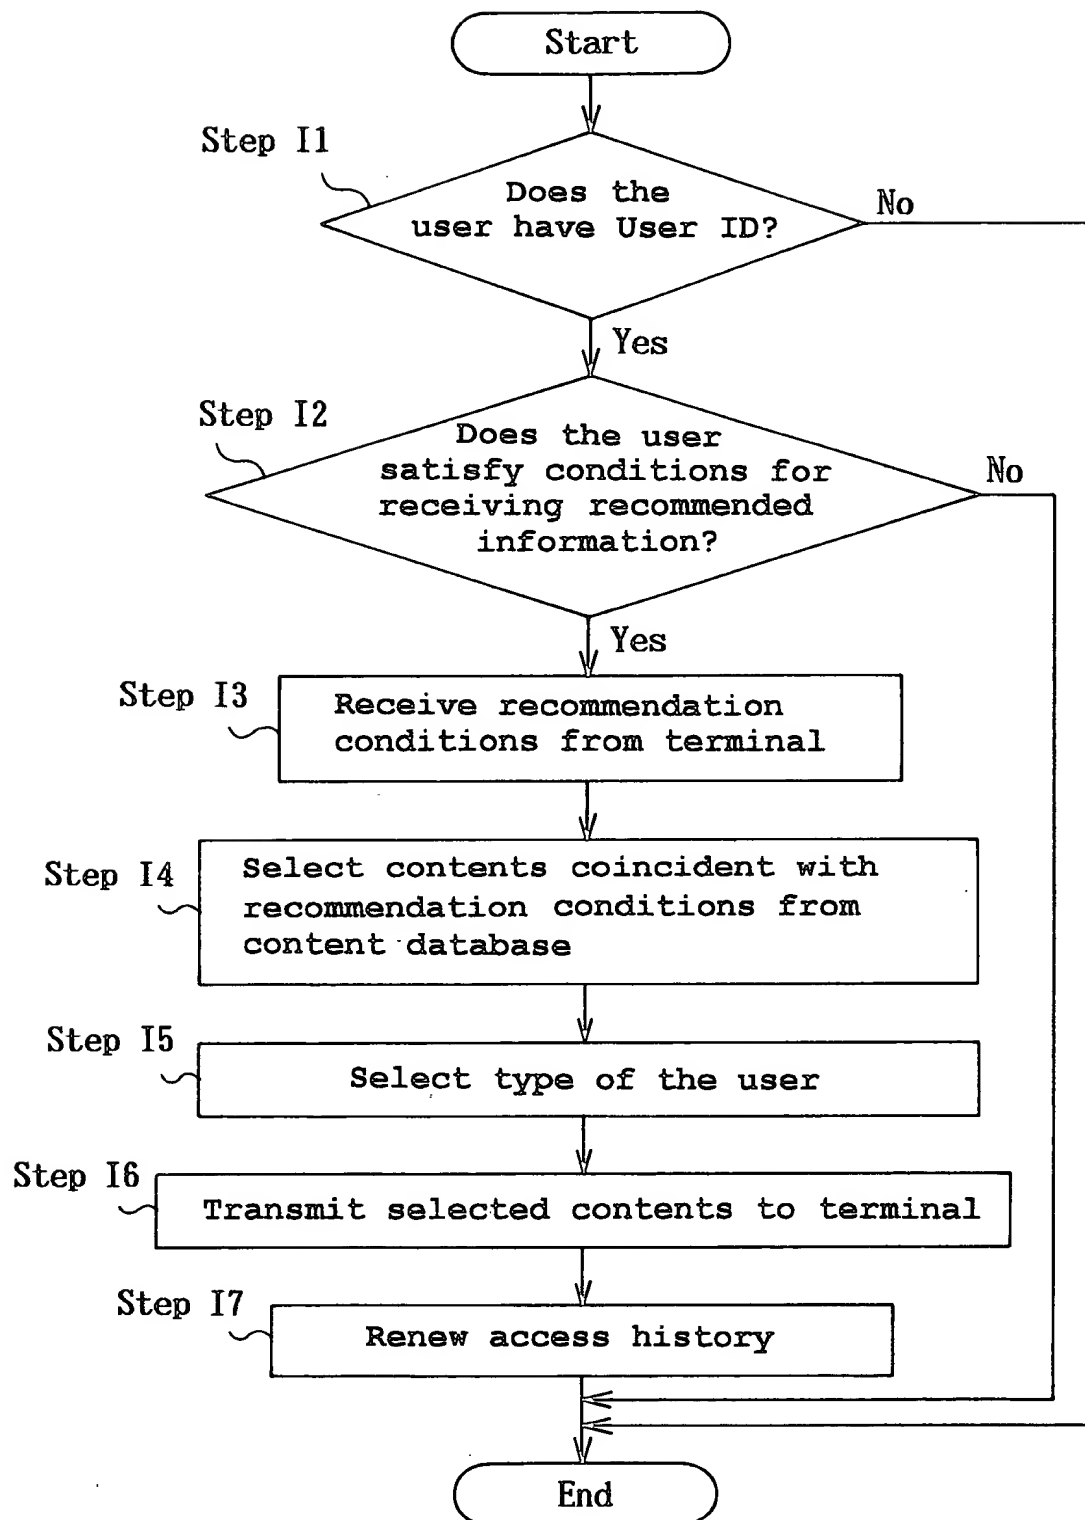 Start
Step I1
Does the
user have User ID?
No
Yes
Step I2
Does the user
satisfy conditions for
receiving recommended
information?
No
Yes
Step I3
Receive recommendation
conditions from terminal
Step I4
Select contents coincident with
recommendation conditions from
content database
Step I5
Select type of the user
Step I6
Transmit selected contents to terminal
Step I7
Renew access history
End